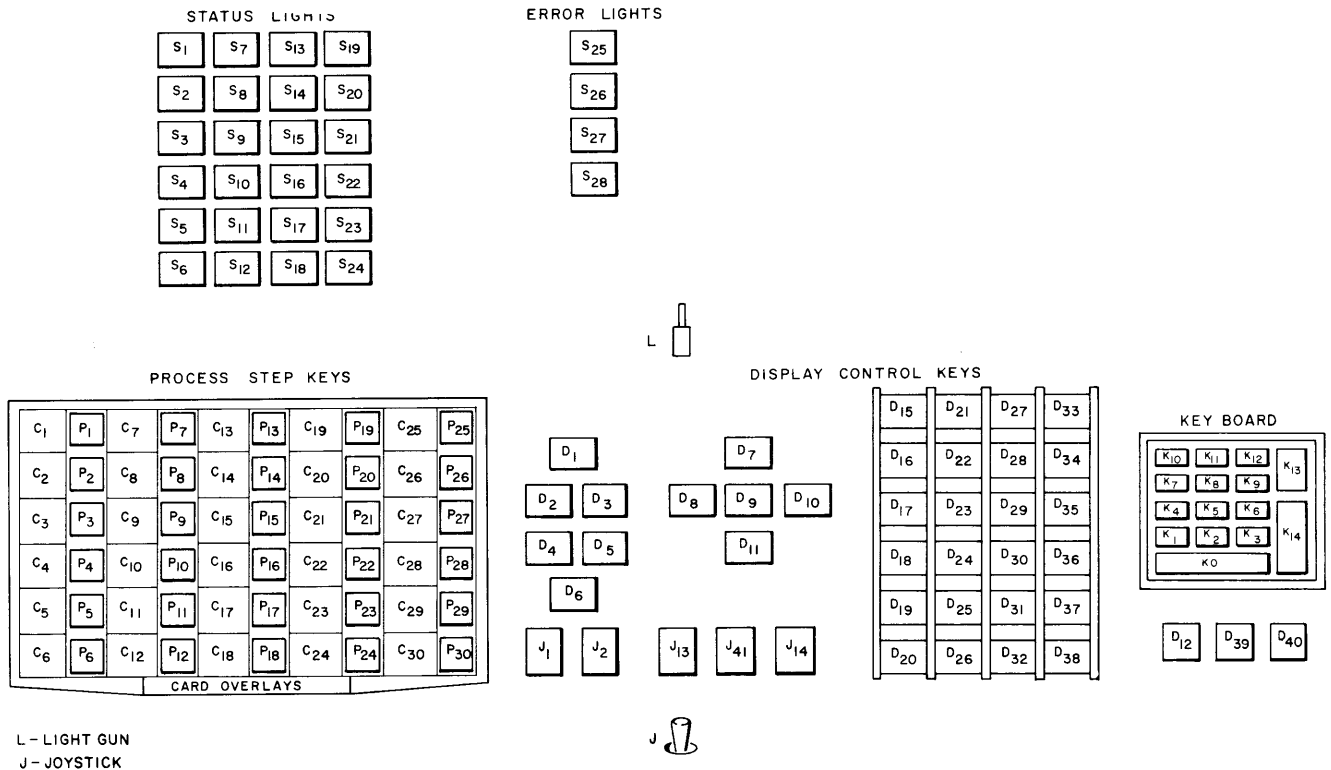 STATUS LIGHTS
ERROR LIGHTS
S1 S7 S13 S19 S25
S2 S8 S14 S20 S26
S3 S9 S15 S21 S27
S4 S10 S16 S22 S28
S5 S11 S17 S23
S6 S12 S18 S24
L
PROCESS STEP KEYS
C1 P1 C7 P7 C13 P13 C19 P19 C25 P25
C2 P2 C8 P8 C14 P14 C20 P20 C26 P26
C3 P3 C9 P9 C15 P15 C21 P21 C27 P27
C4 P4 C10 P10 C16 P16 C22 P22 C28 P28
C5 P5 C11 P11 C17 P17 C23 P23 C29 P29
C6 P6 C12 P12 C18 P18 C24 P24 C30 P30
CARD OVERLAYS
DISPLAY CONTROL KEYS
D1 D7
D2 D3 D8 D9 D10
D4 D5 D11
D6
J1 J2 J13 J41 J14
D15 D21 D27 D33
D16 D22 D28 D34
D17 D23 D29 D35
D18 D24 D30 D36
D19 D25 D31 D37
D20 D26 D32 D38
KEY BOARD
K10 K11 K12 K13
K7 K8 K9
K4 K5 K6 K14
K1 K2 K3
K0
D12 D39 D40
J
L – LIGHT GUN
J – JOYSTICK